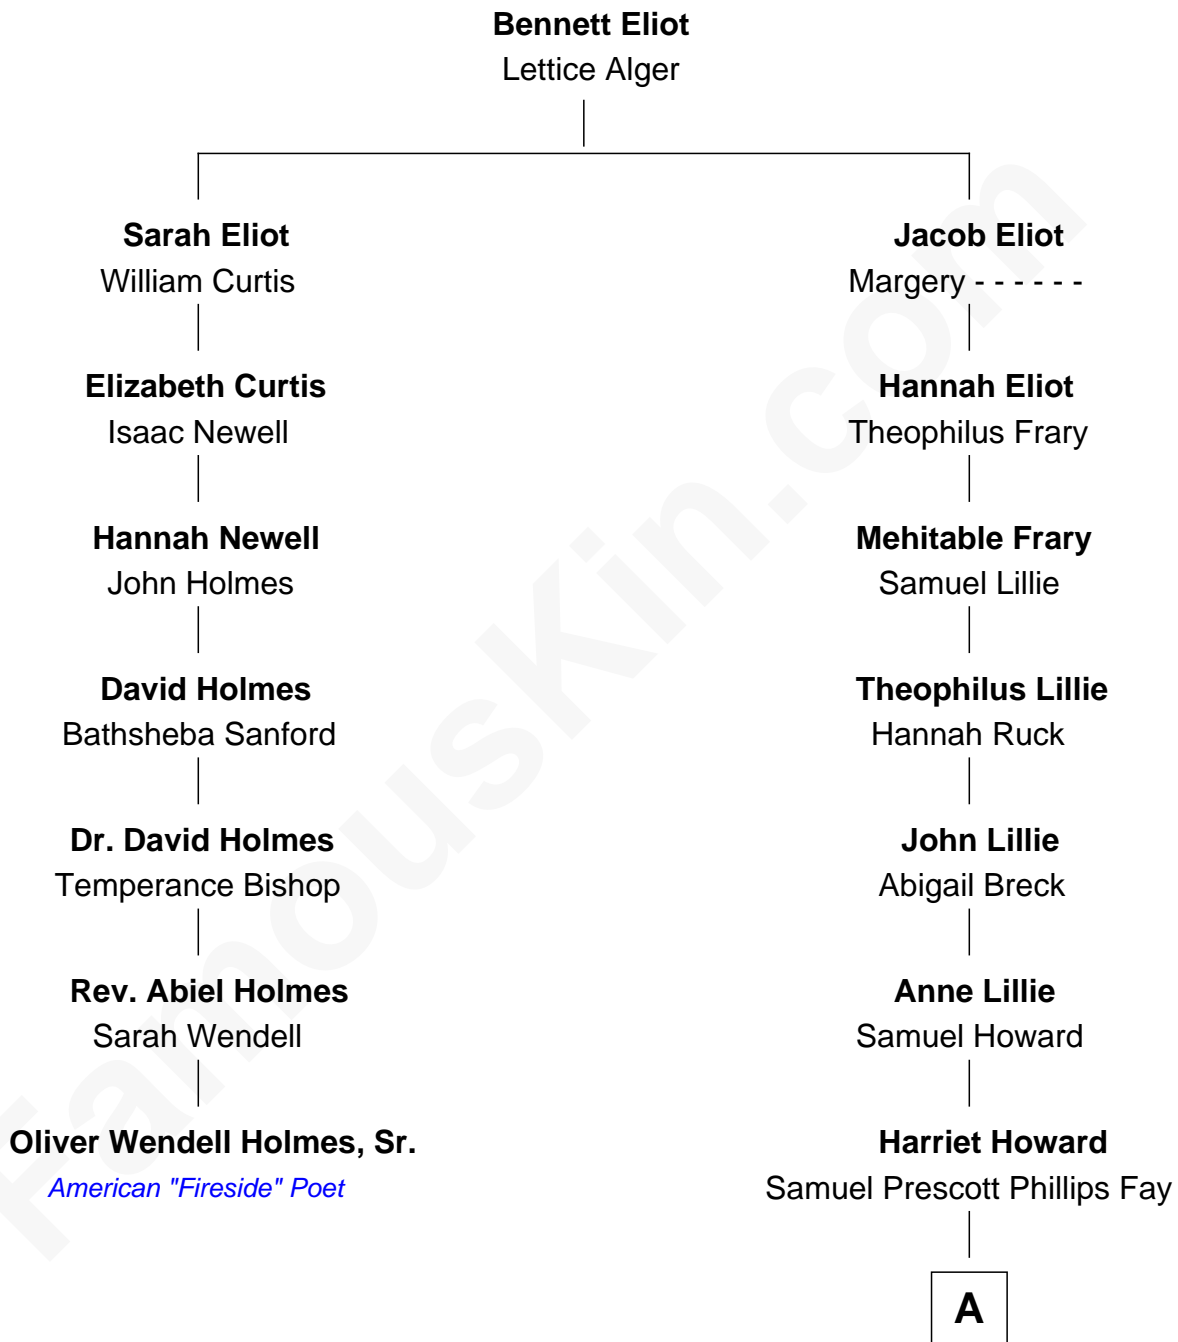 Bennett Eliot
Lettice Alger
Sarah Eliot
William Curtis
Elizabeth Curtis
Isaac Newell
Hannah Newell
John Holmes
David Holmes
Bathsheba Sanford
Dr. David Holmes
Temperance Bishop
Rev. Abiel Holmes
Sarah Wendell
Oliver Wendell Holmes, Sr.
American "Fireside" Poet
Jacob Eliot
Margery - - - - - -
Hannah Eliot
Theophilus Frary
Mehitable Frary
Samuel Lillie
Theophilus Lillie
Hannah Ruck
John Lillie
Abigail Breck
Anne Lillie
Samuel Howard
Harriet Howard
Samuel Prescott Phillips Fay
A
FamousKin.com